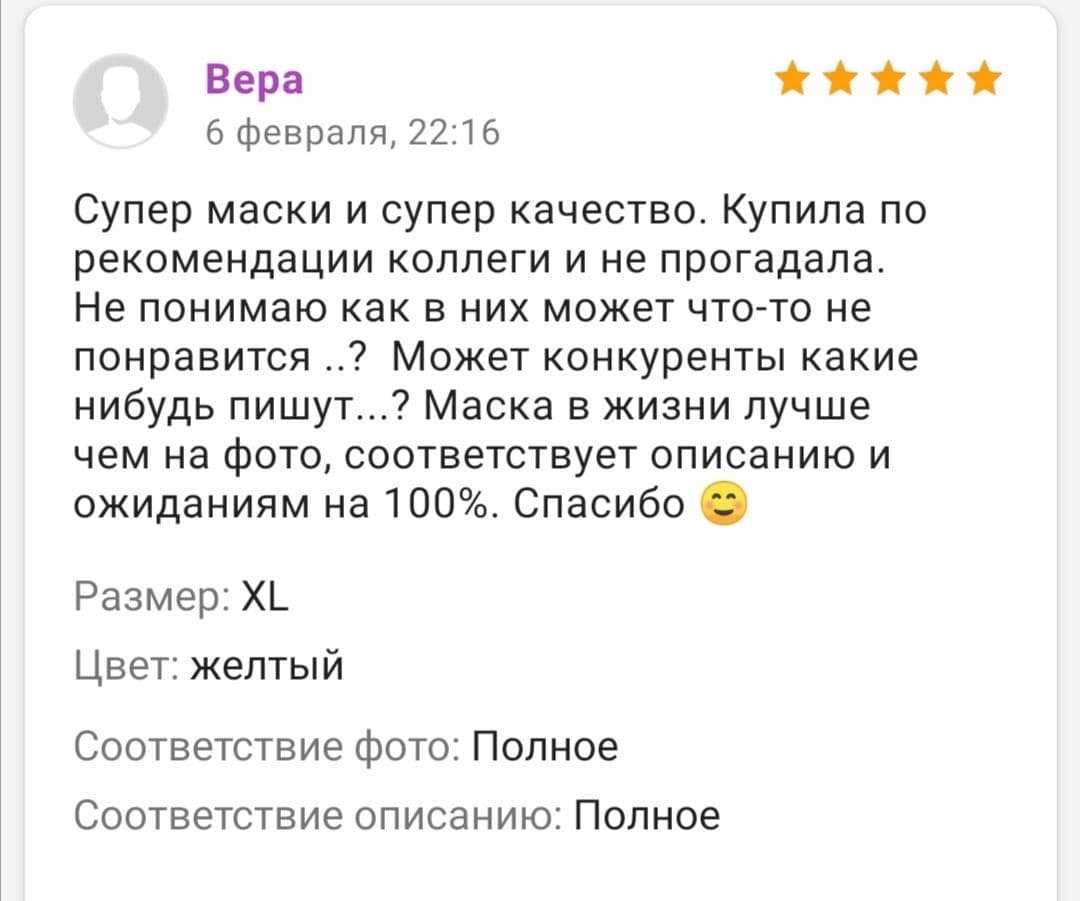 Вера
6 февраля, 22:16
Супер маски и супер качество. Купила по
рекомендации коллеги и не прогадала.
Не понимаю как в них может что-то не
понравится ..?  Может конкуренты какие
нибудь пишут...? Маска в жизни лучше
чем на фото, соответствует описанию и
ожиданиям на 100%. Спасибо 😊
Размер: XL
Цвет: желтый
Соответствие фото: Полное
Соответствие описанию: Полное